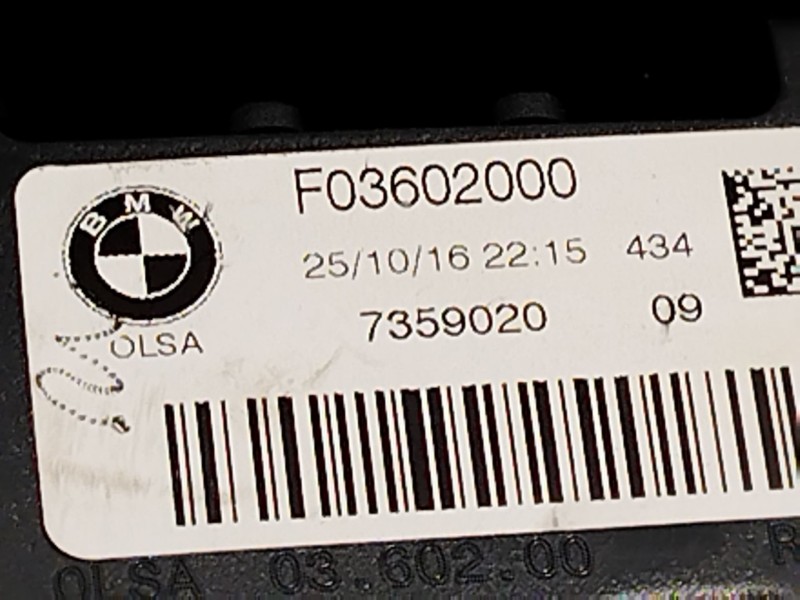 BMW
F03602000
25/10/16 22:15 434
7359020 09
OLSA
OLSA 03.602.00 R